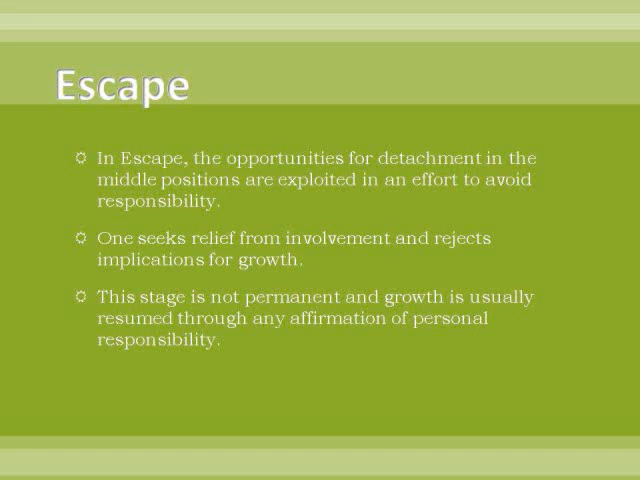 Escape
In Escape, the opportunities for detachment in the
middle positions are exploited in an effort to avoid
responsibility.
One seeks relief from involvement and rejects
implications for growth.
This stage is not permanent and growth is usually
resumed through any affirmation of personal
responsibility.